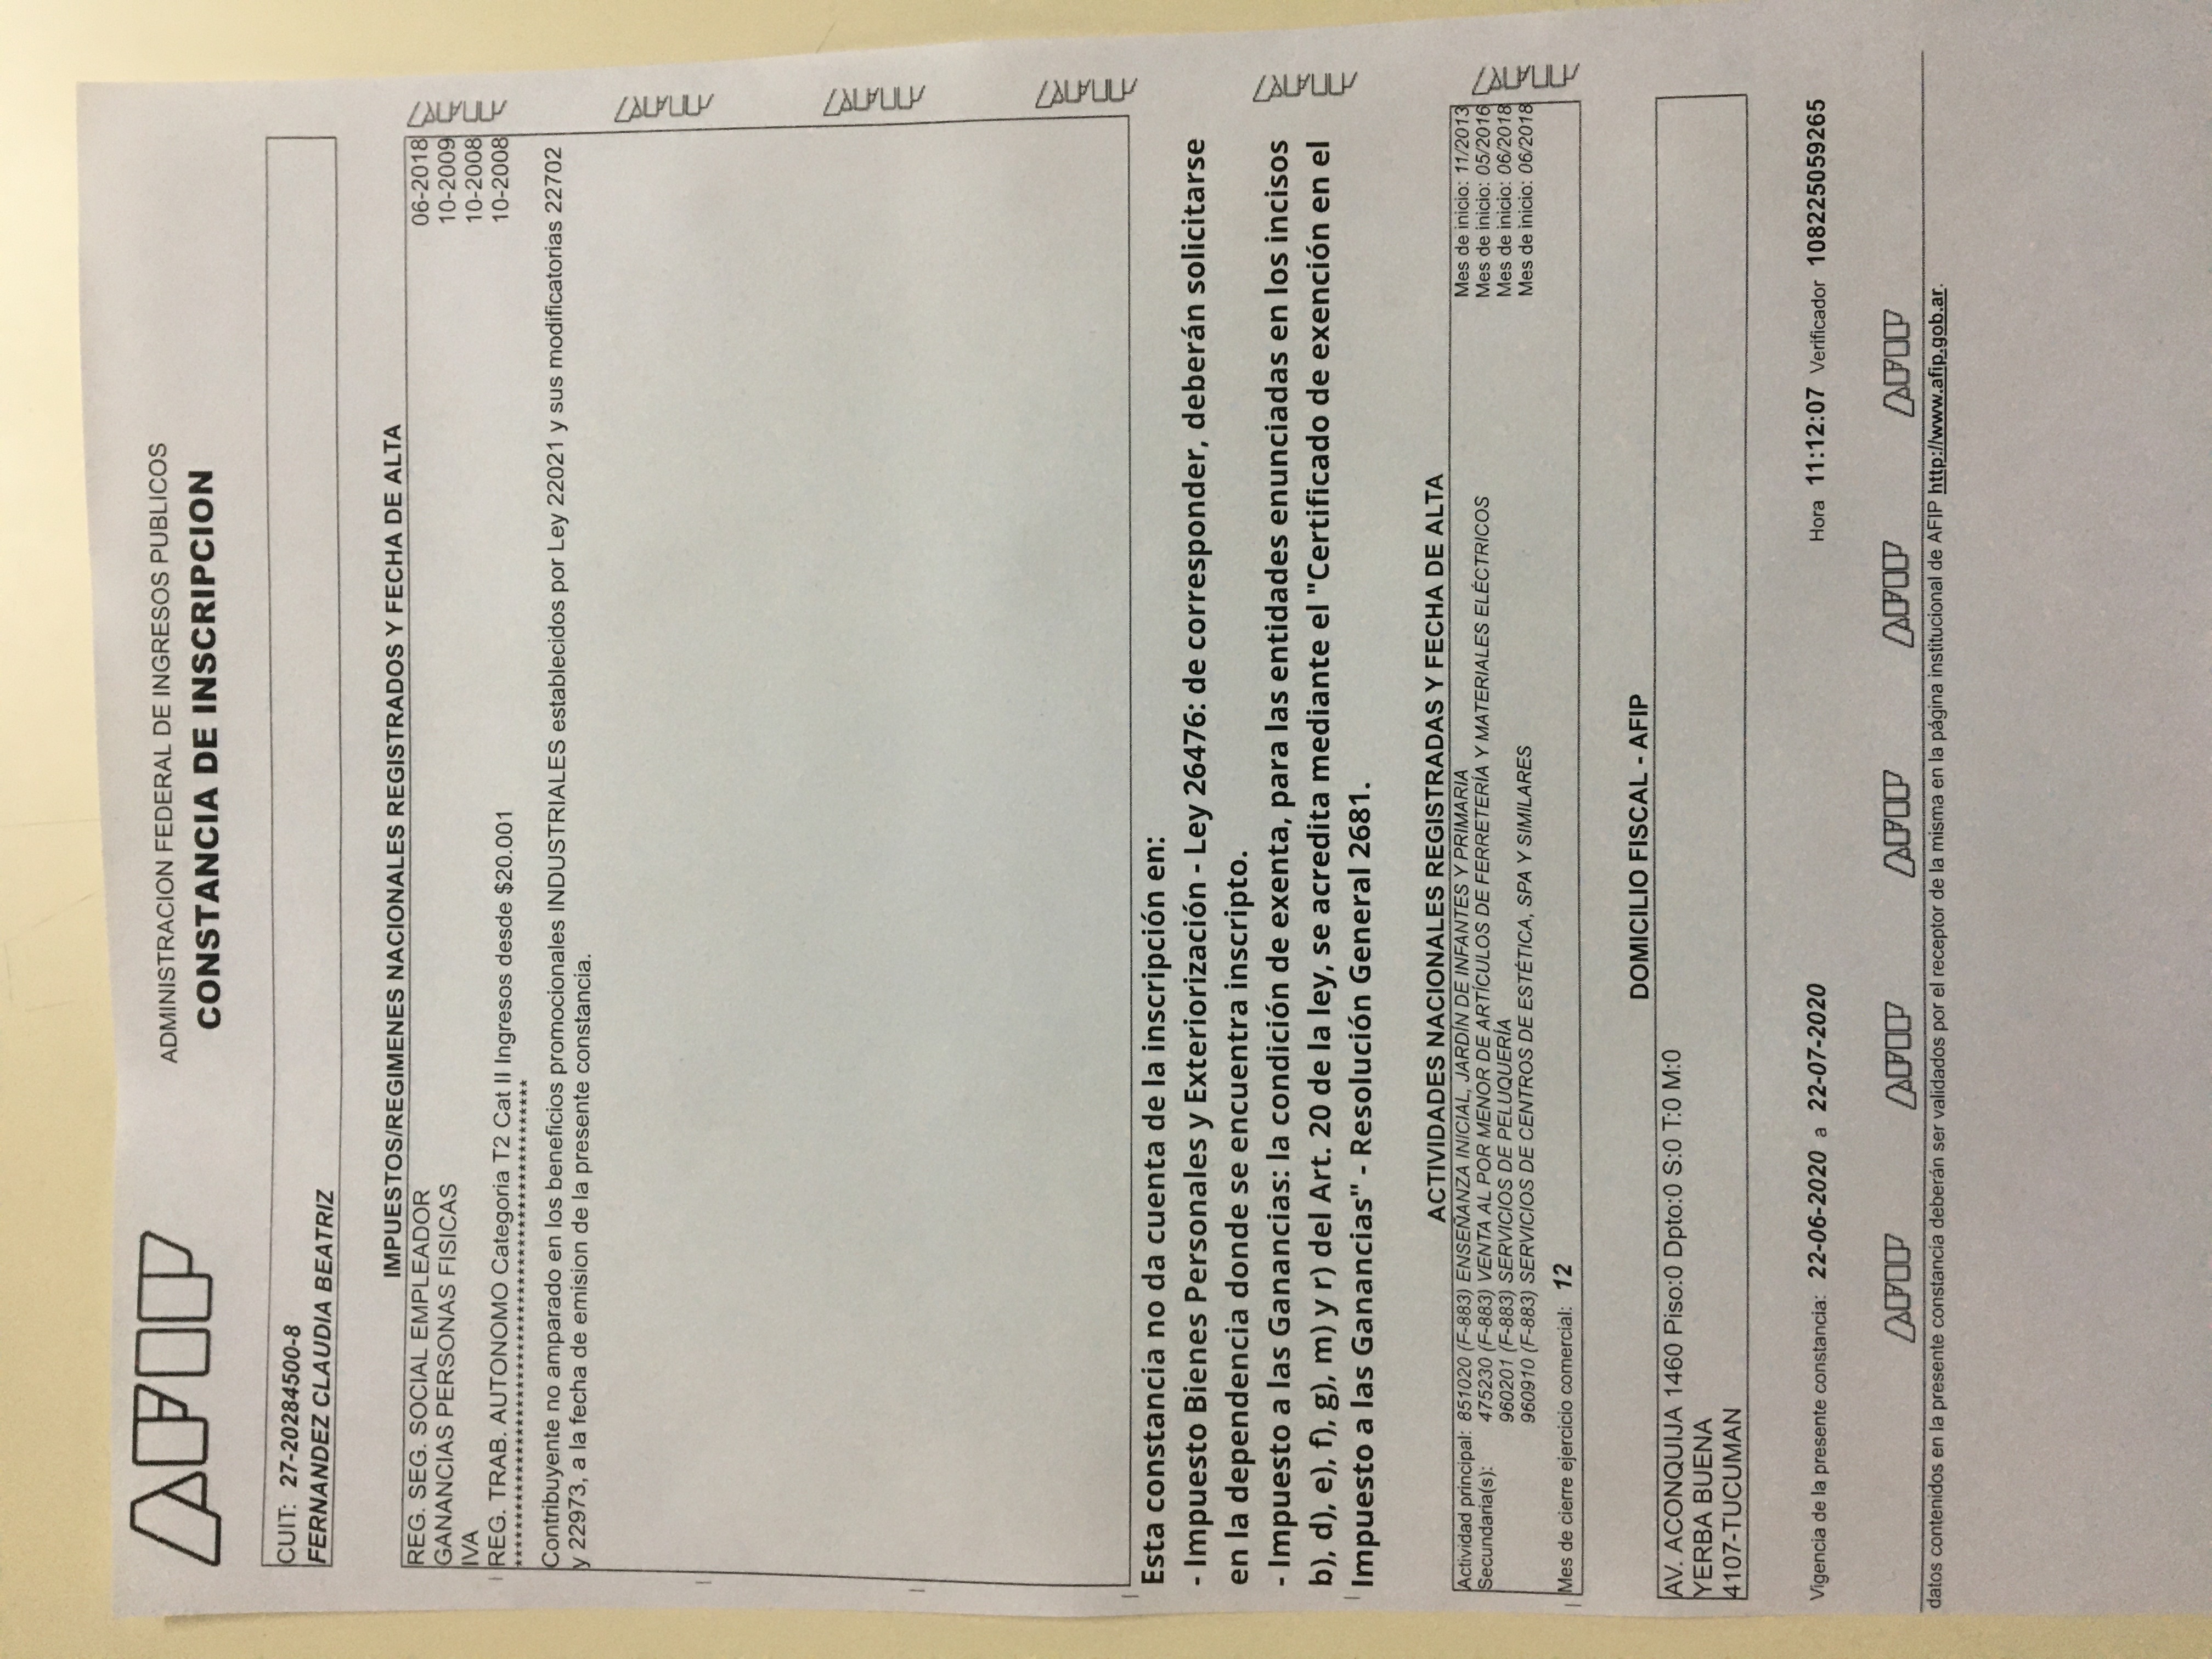 AFIP
ADMINISTRACION FEDERAL DE INGRESOS PUBLICOS
CONSTANCIA DE INSCRIPCION
CUIT: 27-20284500-8
FERNANDEZ CLAUDIA BEATRIZ
IMPUESTOS/REGIMENES NACIONALES REGISTRADOS Y FECHA DE ALTA
REG. SEG. SOCIAL EMPLEADOR 06-2018
GANANCIAS PERSONAS FISICAS 10-2009
IVA 10-2008
REG. TRAB. AUTONOMO Categoria T2 Cat II Ingresos desde $20.001 10-2008
*****************************************************
Contribuyente no amparado en los beneficios promocionales INDUSTRIALES establecidos por Ley 22021 y sus modificatorias 22702
y 22973, a la fecha de emision de la presente constancia.
AFIP
AFIP
AFIP
AFIP
AFIP
AFIP
Esta constancia no da cuenta de la inscripción en:
- Impuesto Bienes Personales y Exteriorización - Ley 26476: de corresponder, deberán solicitarse
en la dependencia donde se encuentra inscripto.
- Impuesto a las Ganancias: la condición de exenta, para las entidades enunciadas en los incisos
b), d), e), f), g), m) y r) del Art. 20 de la ley, se acredita mediante el "Certificado de exención en el
Impuesto a las Ganancias" - Resolución General 2681.
ACTIVIDADES NACIONALES REGISTRADAS Y FECHA DE ALTA
Actividad principal: 851020 (F-883) ENSEÑANZA INICIAL, JARDÍN DE INFANTES Y PRIMARIA Mes de inicio: 11/2013
Secundaria(s): 475230 (F-883) VENTA AL POR MENOR DE ARTÍCULOS DE FERRETERÍA Y MATERIALES ELÉCTRICOS Mes de inicio: 05/2016
960201 (F-883) SERVICIOS DE PELUQUERÍA Mes de inicio: 06/2018
960910 (F-883) SERVICIOS DE CENTROS DE ESTÉTICA, SPA Y SIMILARES Mes de inicio: 06/2018
Mes de cierre ejercicio comercial: 12
DOMICILIO FISCAL - AFIP
AV. ACONQUIJA 1460 Piso:0 Dpto:0 S:0 T:0 M:0
YERBA BUENA
4107-TUCUMAN
Vigencia de la presente constancia: 22-06-2020 a 22-07-2020 Hora 11:12:07 Verificador 108225059265
AFIP AFIP AFIP AFIP AFIP
datos contenidos en la presente constancia deberán ser validados por el receptor de la misma en la página institucional de AFIP http://www.afip.gob.ar.